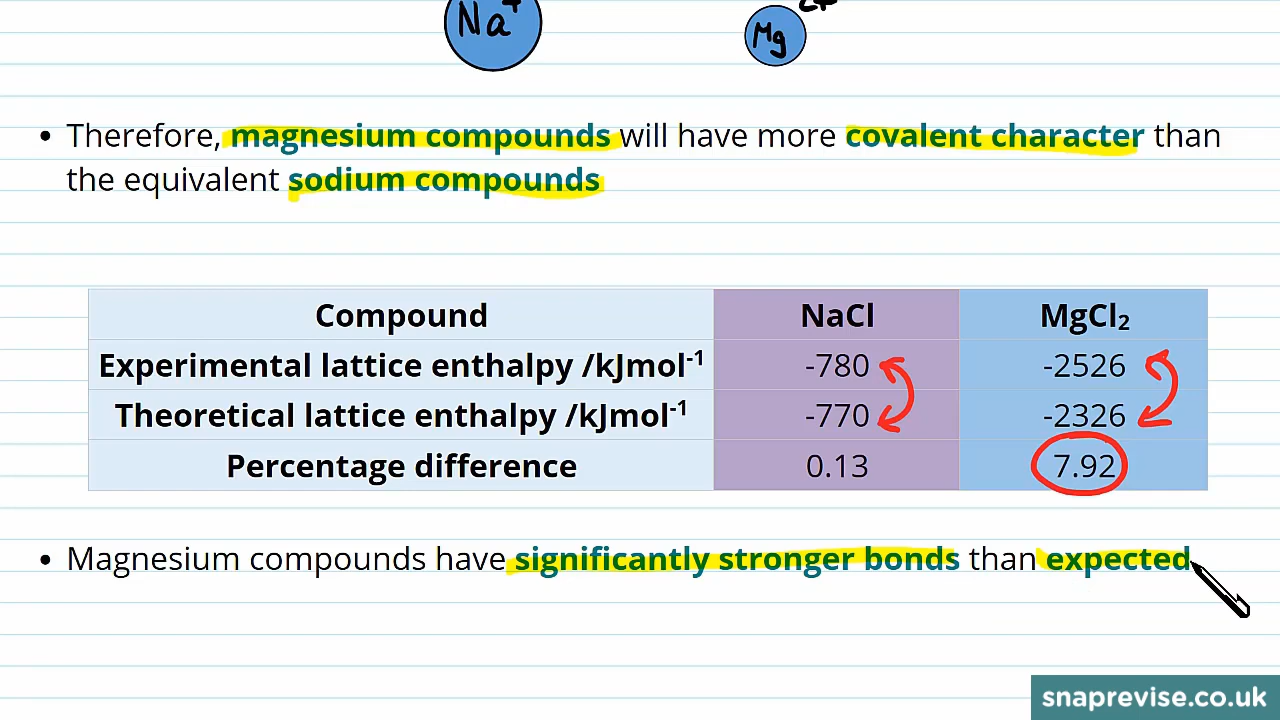 Na+
Mg 2+
• Therefore, magnesium compounds will have more covalent character than
the equivalent sodium compounds
Compound NaCl MgCl₂
Experimental lattice enthalpy /kJmol⁻¹ -780 -2526
Theoretical lattice enthalpy /kJmol⁻¹ -770 -2326
Percentage difference 0.13 7.92
• Magnesium compounds have significantly stronger bonds than expected
snaprevise.co.uk